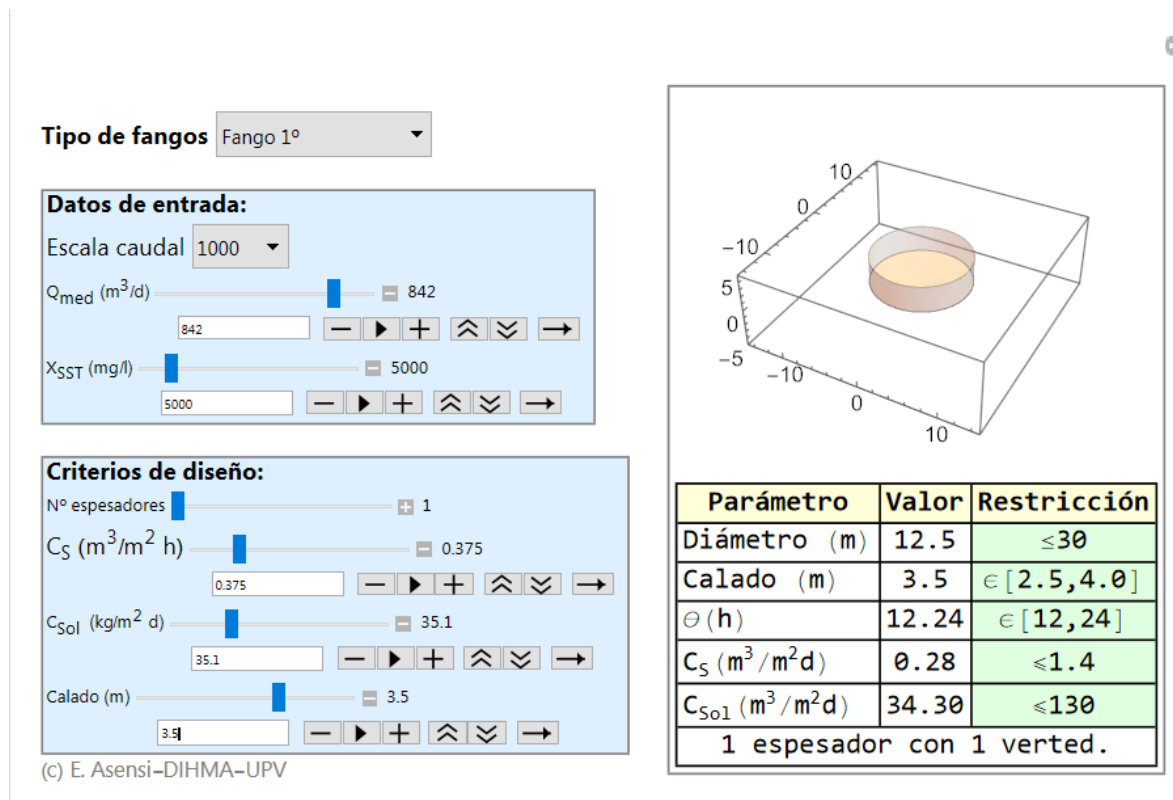 Tipo de fangos Fango 1º
Datos de entrada:
Escala caudal 1000
Qmed (m³/d) 842
842
XSST (mg/l) 5000
5000
Criterios de diseño:
Nº espesadores 1
CS (m³/m² h) 0.375
0.375
CSol (kg/m² d) 35.1
35.1
Calado (m) 3.5
3.5
(c) E. Asensi-DIHMA-UPV
10
0
-10
5
0
-5
-10
0
10
Parámetro Valor Restricción
Diámetro (m) 12.5 ≤30
Calado (m) 3.5 ∈[2.5,4.0]
θ(h) 12.24 ∈[12,24]
CS(m³/m²d) 0.28 ≤1.4
CSol(m³/m²d) 34.30 ≤130
1 espesador con 1 verted.